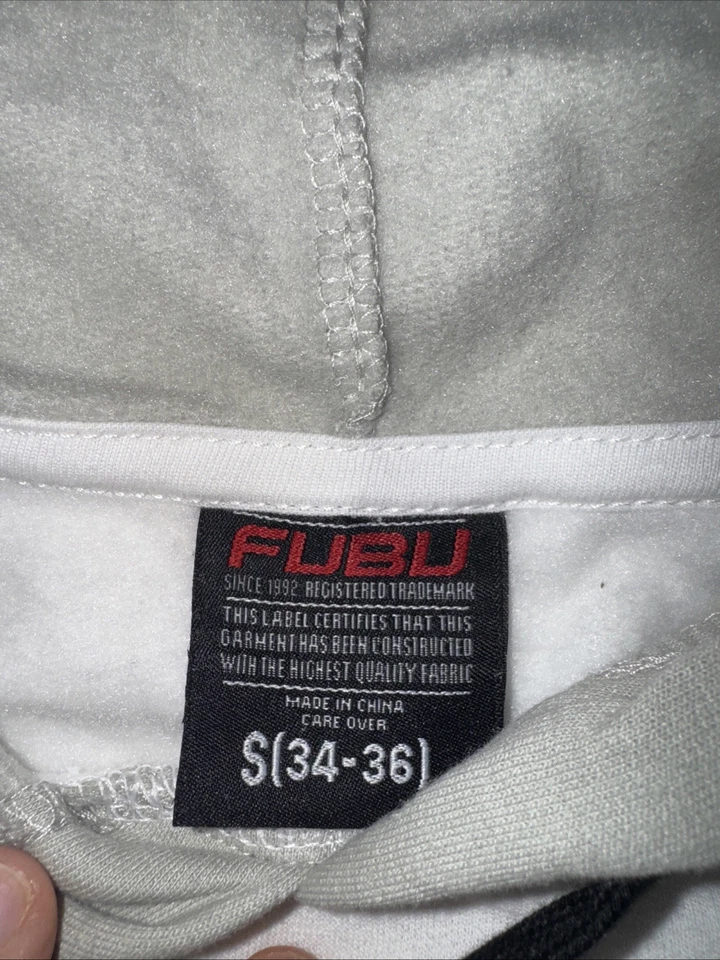 FUBU
SINCE 1992 REGISTERED TRADEMARK
THIS LABEL CERTIFIES THAT THIS
GARMENT HAS BEEN CONSTRUCTED
WITH THE HIGHEST QUALITY FABRIC
MADE IN CHINA
CARE OVER
S(34-36)